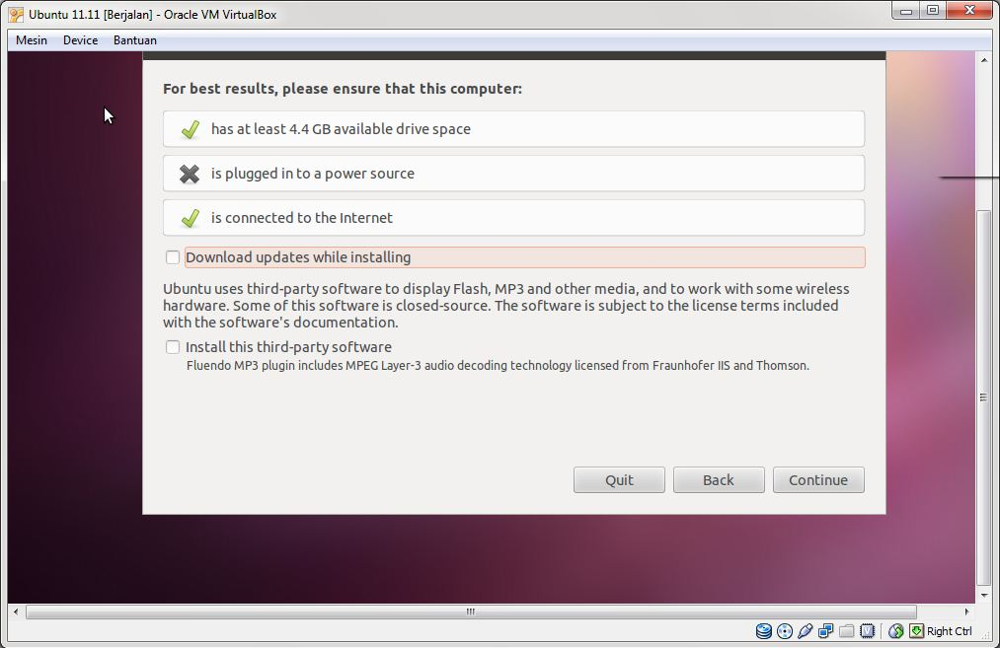 Ubuntu 11.11 [Berjalan] - Oracle VM VirtualBox
Mesin Device Bantuan
For best results, please ensure that this computer:
has at least 4.4 GB available drive space
is plugged in to a power source
is connected to the Internet
Download updates while installing
Ubuntu uses third-party software to display Flash, MP3 and other media, and to work with some wireless
hardware. Some of this software is closed-source. The software is subject to the license terms included
with the software's documentation.
Install this third-party software
Fluendo MP3 plugin includes MPEG Layer-3 audio decoding technology licensed from Fraunhofer IIS and Thomson.
Quit Back Continue
Right Ctrl